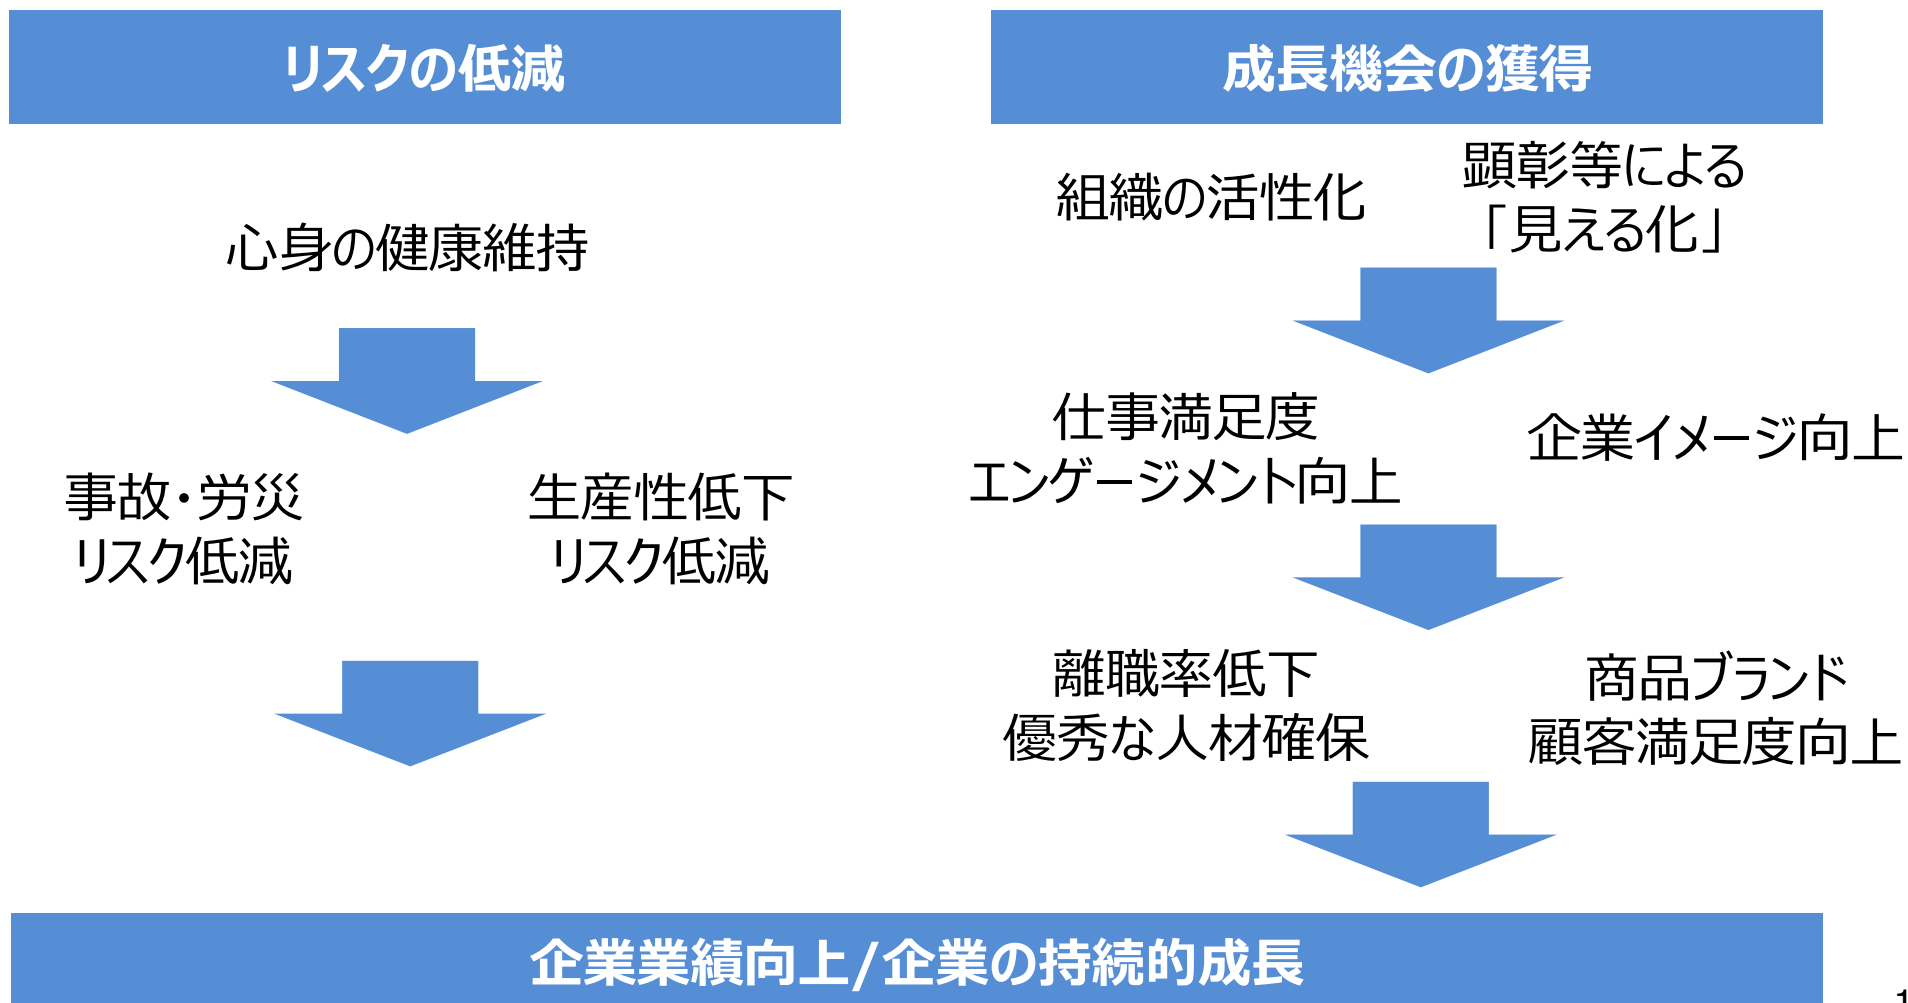 リスクの低減
心身の健康維持
事故・労災
リスク低減
生産性低下
リスク低減
成長機会の獲得
組織の活性化
顕彰等による
「見える化」
仕事満足度
エンゲージメント向上
企業イメージ向上
離職率低下
優秀な人材確保
商品ブランド
顧客満足度向上
企業業績向上/企業の持続的成長
1